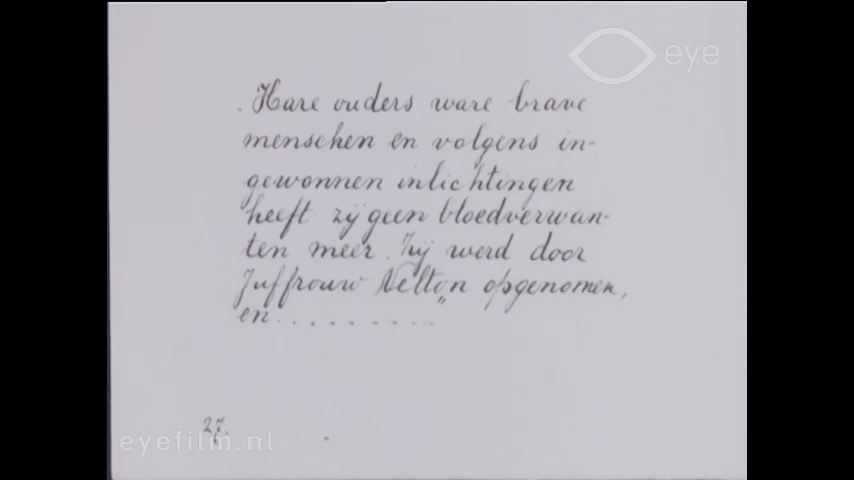 eye
. Hare ouders ware brave
menschen en volgens in-
gewonnen inlichtingen
heeft zij geen bloedverwan-
ten meer. Zij werd door
Juffrouw Nelton opgenomen,
en..........
27.
eyefilm.nl